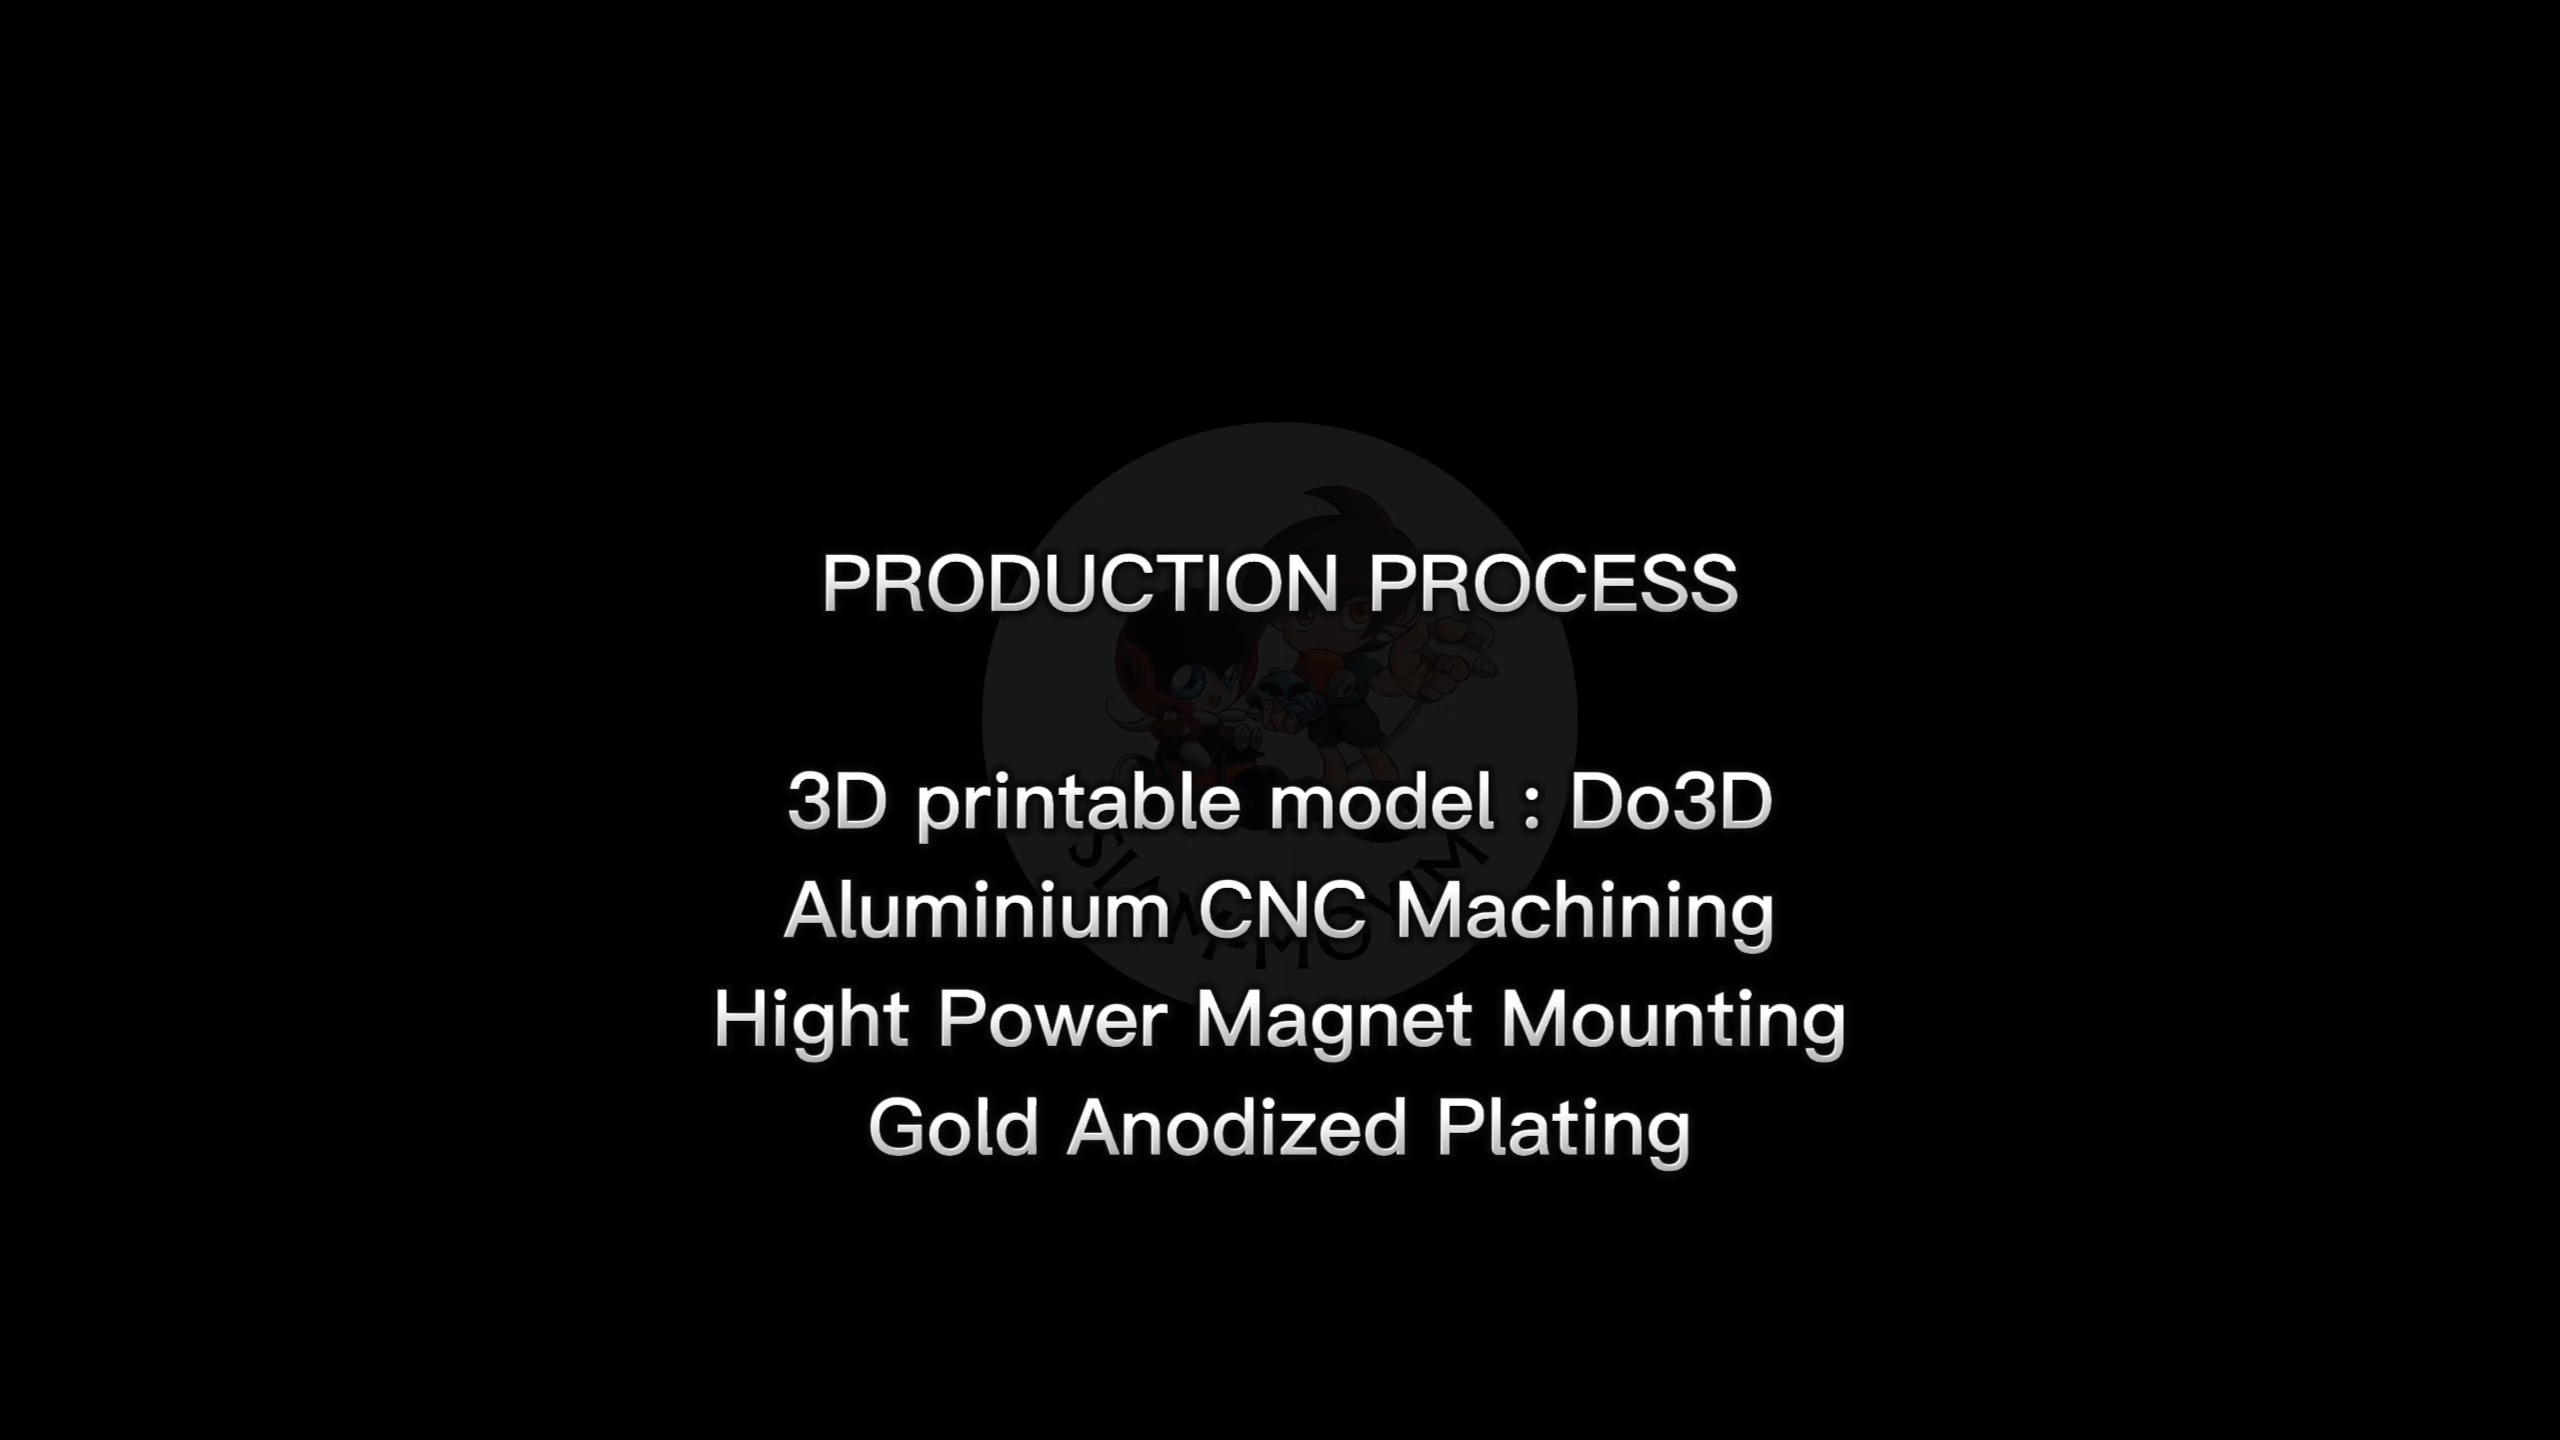 PRODUCTION PROCESS
3D printable model : Do3D
Aluminium CNC Machining
Hight Power Magnet Mounting
Gold Anodized Plating